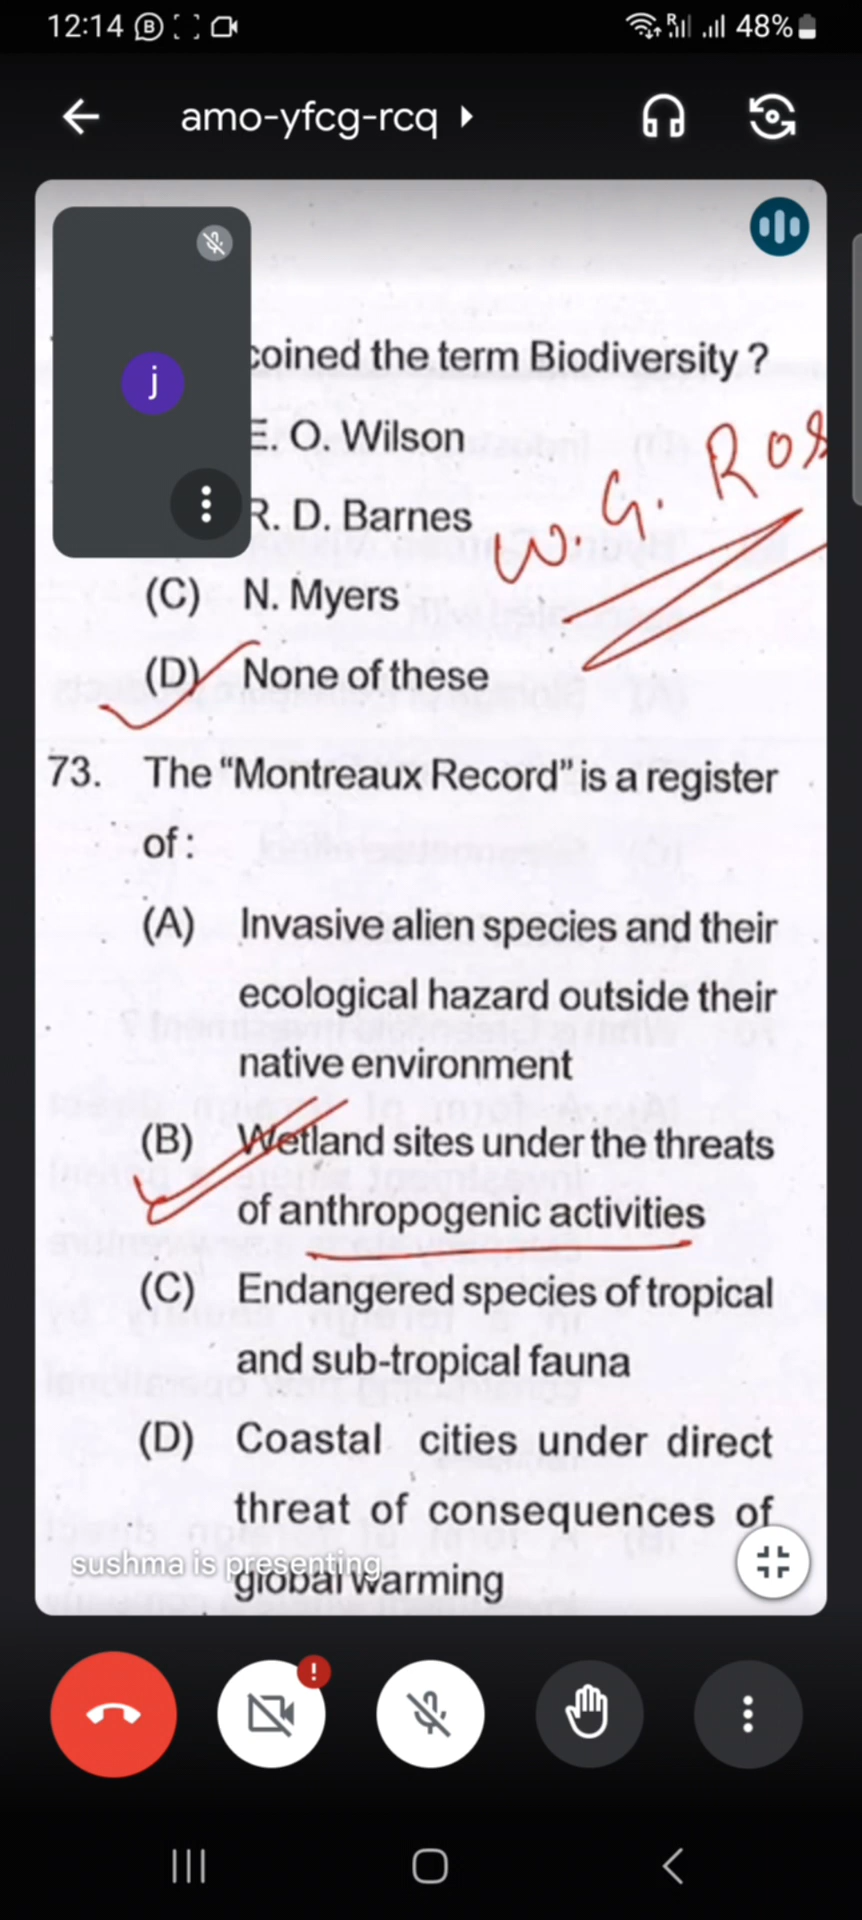 12:14
48%
amo-yfcg-rcq
j
coined the term Biodiversity ?
E. O. Wilson
R. D. Barnes
W. G. Ros
(C) N. Myers
(D) None of these
73. The “Montreaux Record” is a register
of :
(A) Invasive alien species and their
ecological hazard outside their
native environment
(B) Wetland sites under the threats
of anthropogenic activities
(C) Endangered species of tropical
and sub-tropical fauna
(D) Coastal cities under direct
threat of consequences of
global warming
sushma is presenting